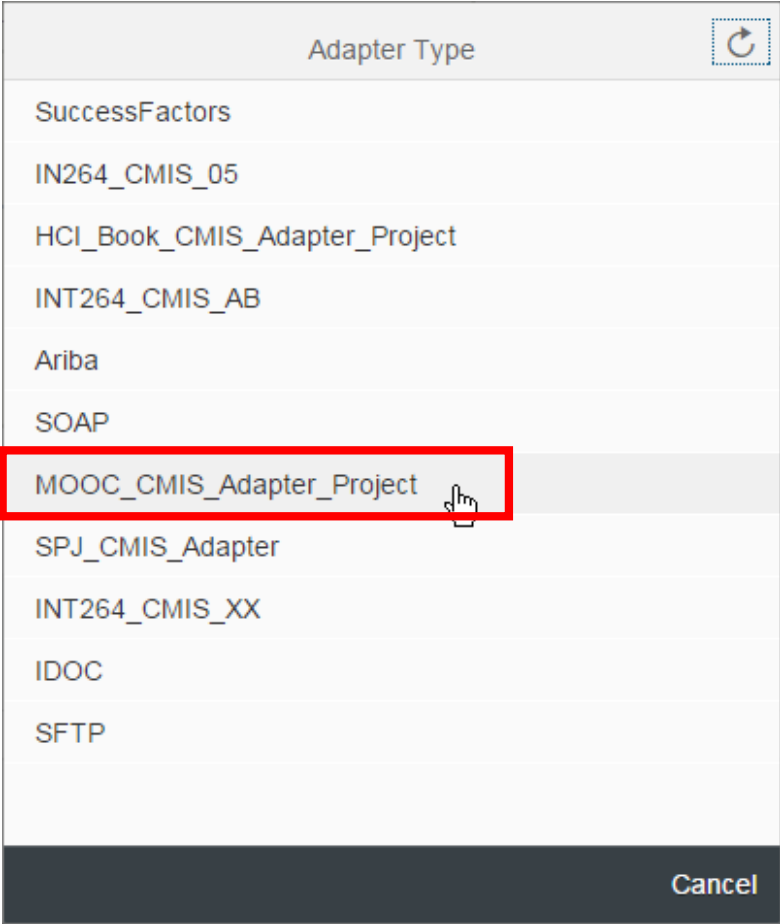 Adapter Type
SuccessFactors
IN264_CMIS_05
HCI_Book_CMIS_Adapter_Project
INT264_CMIS_AB
Ariba
SOAP
MOOC_CMIS_Adapter_Project
SPJ_CMIS_Adapter
INT264_CMIS_XX
IDOC
SFTP
Cancel